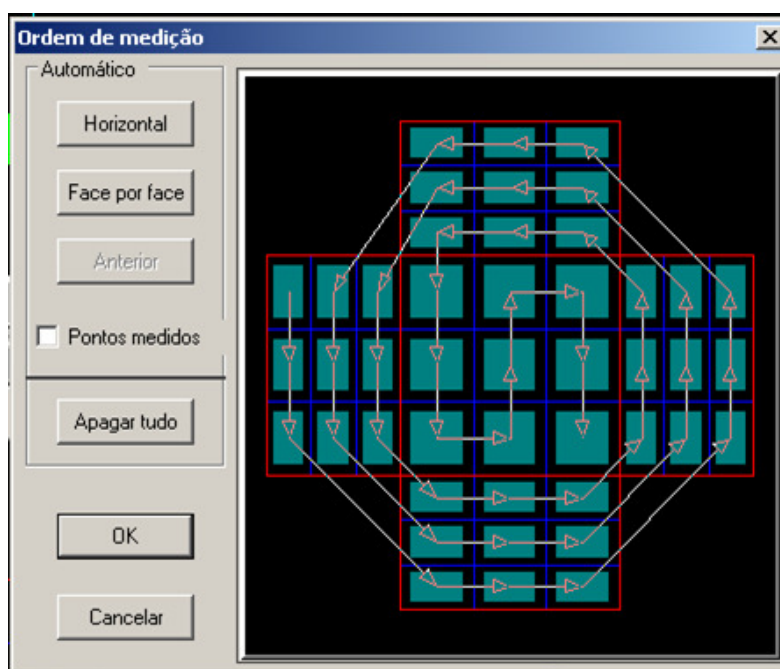 Ordem de medição
Automático
Horizontal
Face por face
Anterior
Pontos medidos
Apagar tudo
OK
Cancelar